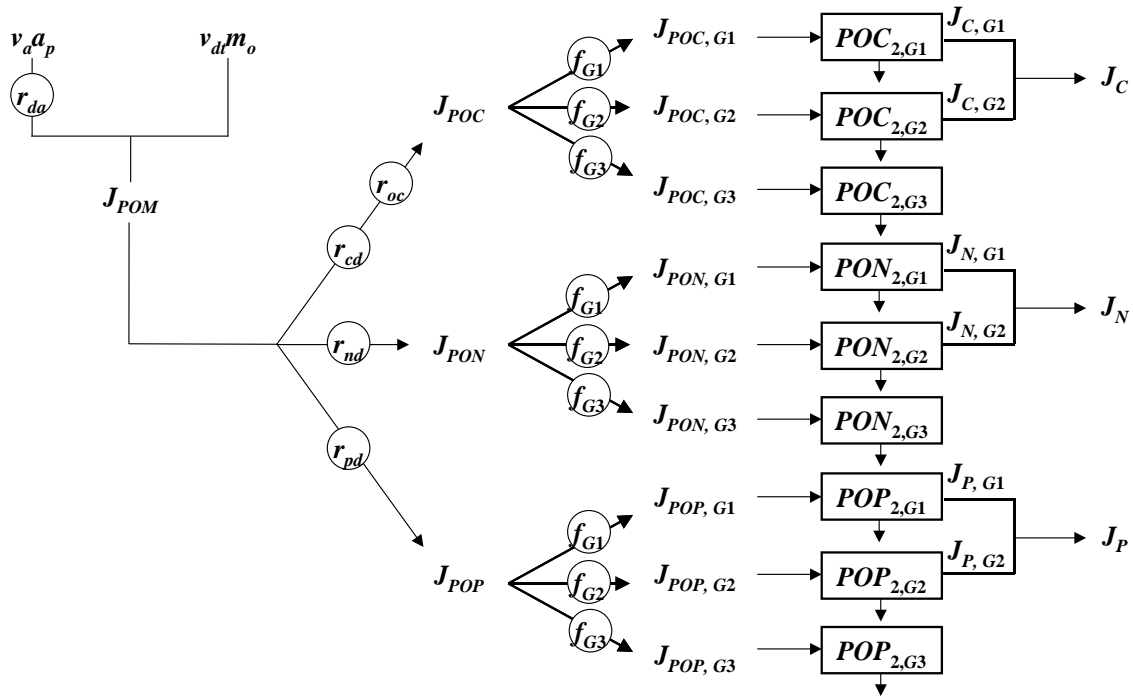 v_a a_p
v_dt m_o
r_da
J_POM
r_cd
r_oc
r_nd
r_pd
J_POC
f_G1
f_G2
f_G3
J_POC, G1
J_POC, G2
J_POC, G3
POC_2,G1
POC_2,G2
POC_2,G3
J_C, G1
J_C, G2
J_C
J_PON
f_G1
f_G2
f_G3
J_PON, G1
J_PON, G2
J_PON, G3
PON_2,G1
PON_2,G2
PON_2,G3
J_N, G1
J_N, G2
J_N
J_POP
f_G1
f_G2
f_G3
J_POP, G1
J_POP, G2
J_POP, G3
POP_2,G1
POP_2,G2
POP_2,G3
J_P, G1
J_P, G2
J_P